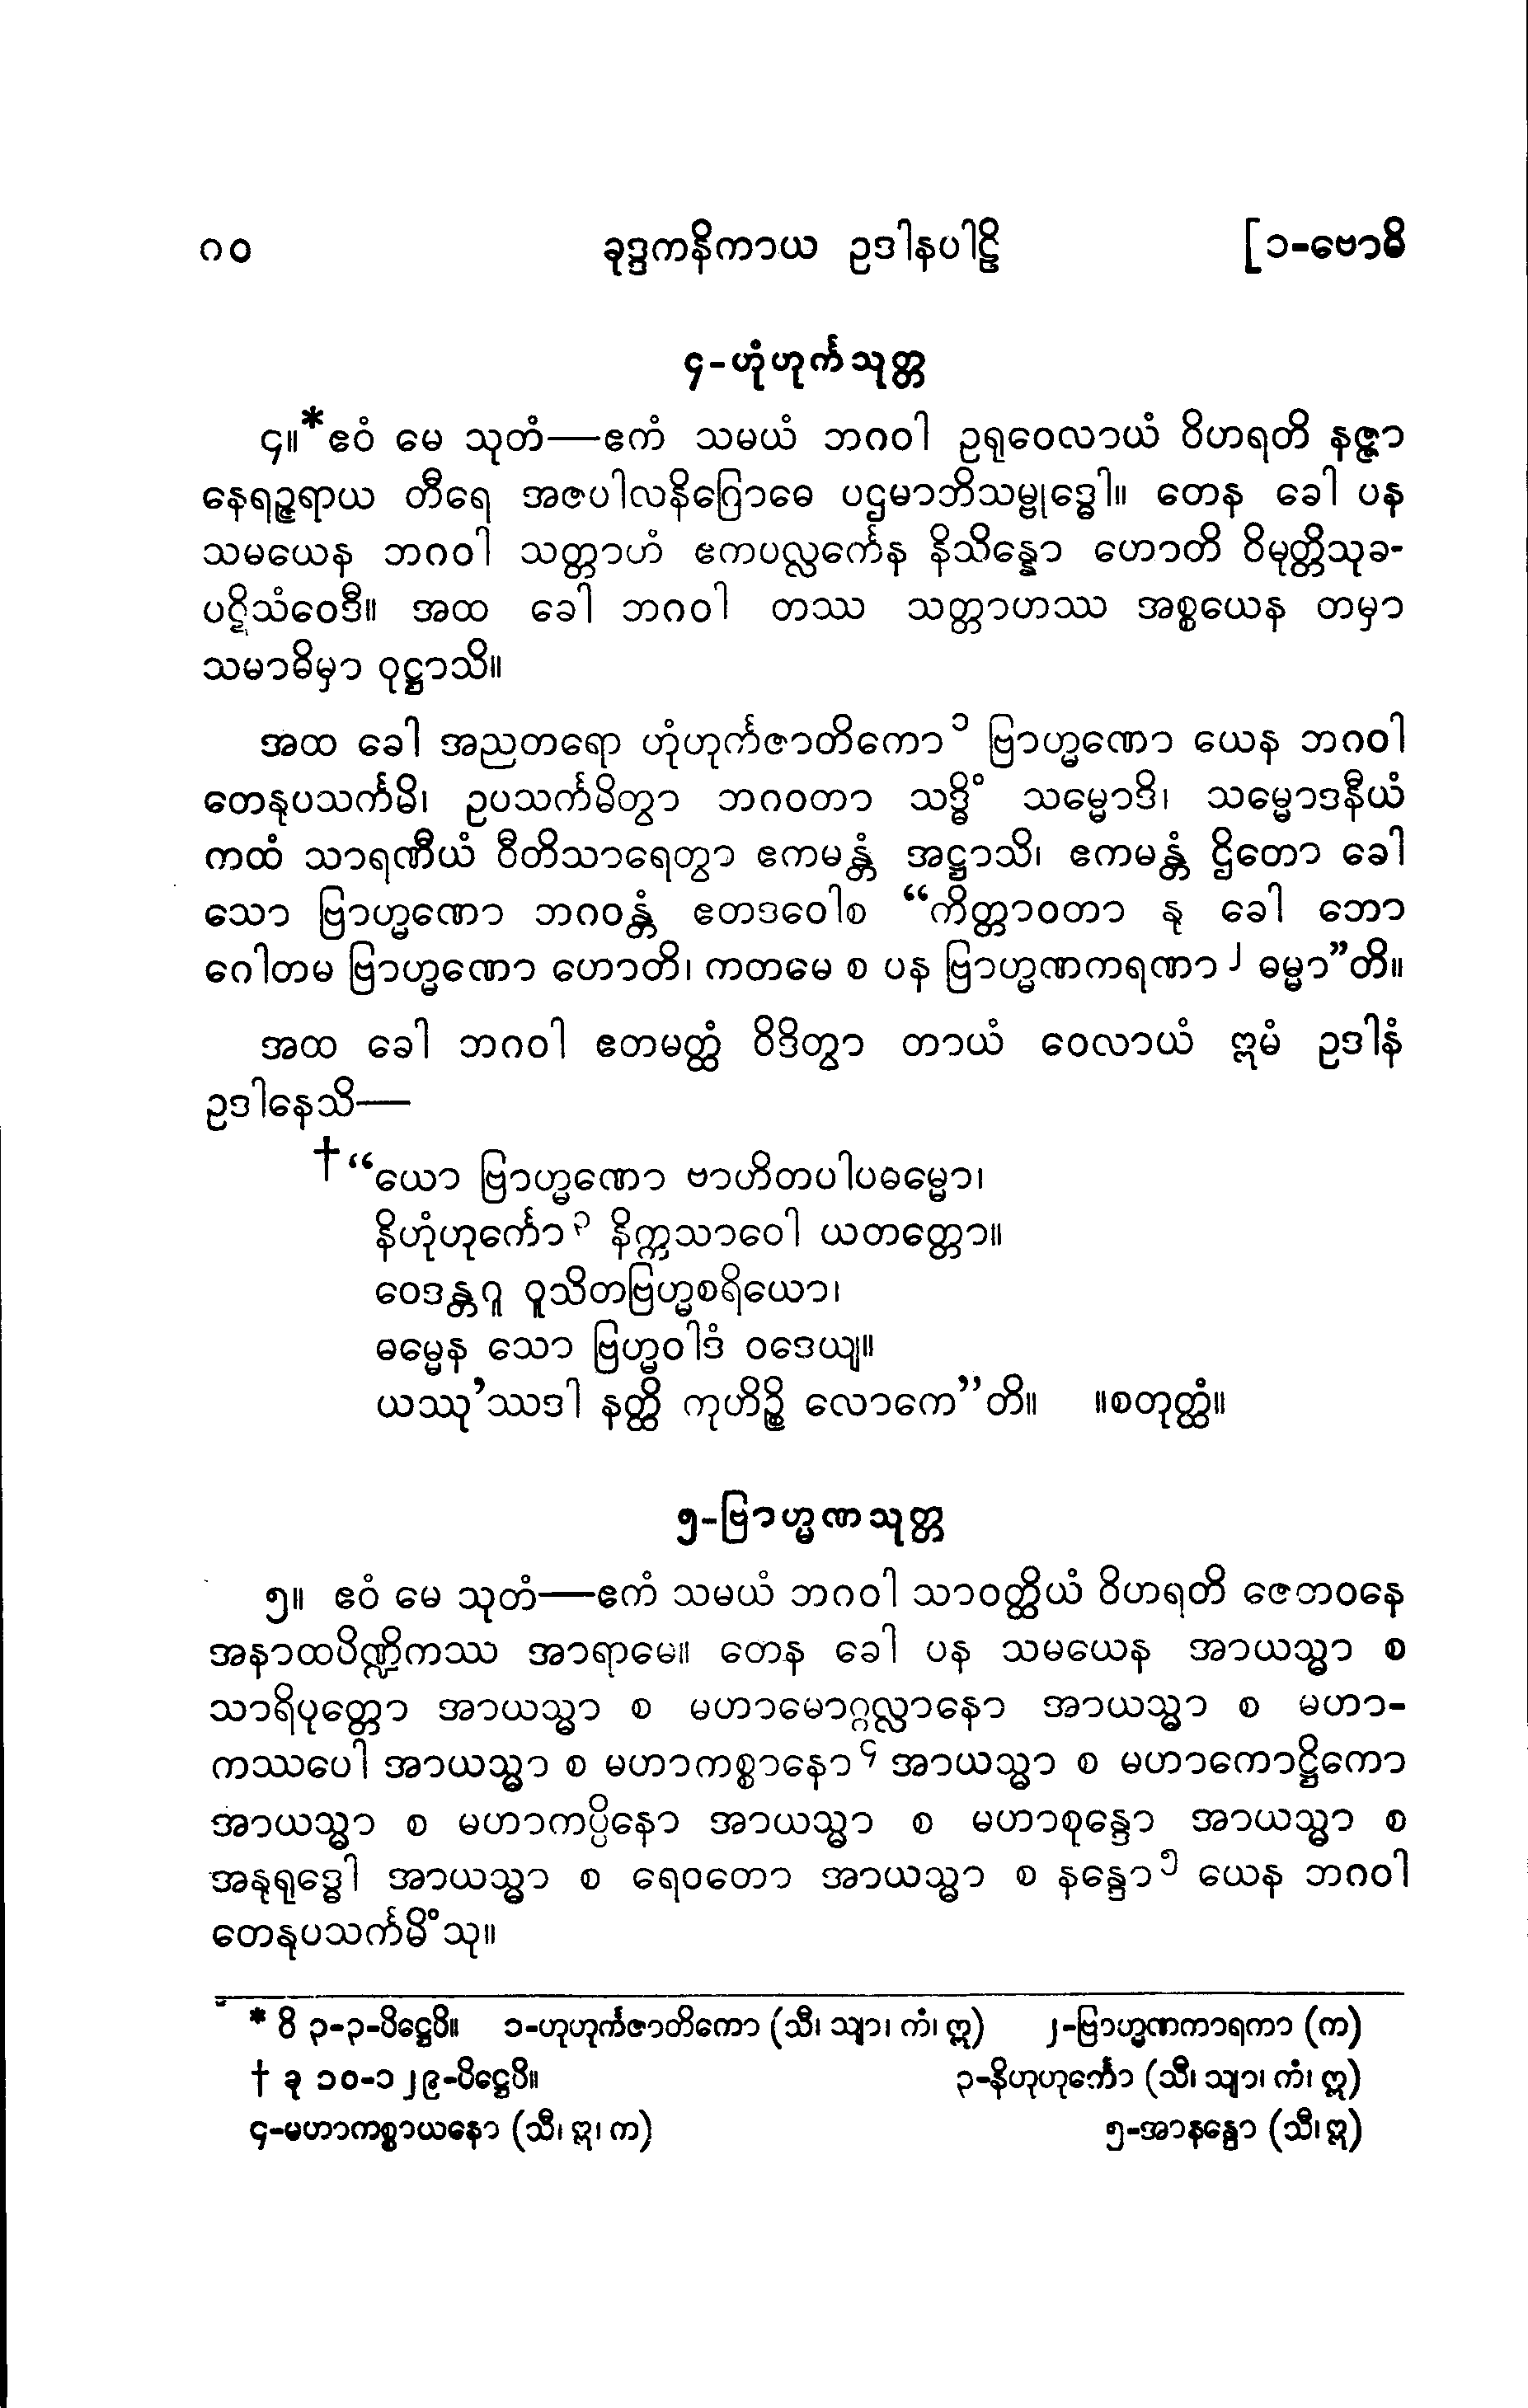 ၈၀ ခုဒ္ဒကနိကာယ ဥဒါနပါဠိ [၁-ဗောဓိ
၄-ဟုံဟုင်္ကသုတ္တ
၄။*ဧဝံ မေ သုတံ—ဧကံ သမယံ ဘဂဝါ ဥရုဝေလာယံ ဝိဟရတိ နဇ္ဇာ
နေရဉ္ဇရာယ တီရေ အဇပါလနိဂြောဓေ ပဌမာဘိသမ္ဗုဒ္ဓေါ။ တေန ခေါ ပန
သမယေန ဘဂဝါ သတ္တာဟံ ဧကပလ္လင်္ကေန နိသိန္နော ဟောတိ ဝိမုတ္တိသုခ-
ပဋိသံဝေဒီ။ အထ ခေါ ဘဂဝါ တဿ သတ္တာဟဿ အစ္စယေန တမှာ
သမာဓိမှာ ဝုဋ္ဌာသိ။
အထ ခေါ အညတရော ဟုံဟုင်္ကဇာတိကော၁ ဗြာဟ္မဏော ယေန ဘဂဝါ
တေနုပသင်္ကမိ၊ ဥပသင်္ကမိတွာ ဘဂဝတာ သဒ္ဓိံ သမ္မောဒိ၊ သမ္မောဒနီယံ
ကထံ သာရဏီယံ ဝီတိသာရေတွာ ဧကမန္တံ အဋ္ဌာသိ၊ ဧကမန္တံ ဌိတော ခေါ
သော ဗြာဟ္မဏော ဘဂဝန္တံ ဧတဒဝေါစ “ကိတ္တာဝတာ နု ခေါ ဘော
ဂေါတမ ဗြာဟ္မဏော ဟောတိ၊ ကတမေ စ ပန ဗြာဟ္မဏကရဏာ၂ ဓမ္မာ”တိ။
အထ ခေါ ဘဂဝါ ဧတမတ္ထံ ဝိဒိတွာ တာယံ ဝေလာယံ ဣမံ ဥဒါနံ
ဥဒါနေသိ—
†“ယော ဗြာဟ္မဏော ဗာဟိတပါပဓမ္မော၊
နိဟုံဟုင်္ကော၃ နိက္ကသာဝေါ ယတတ္တော။
ဝေဒန္တဂူ ဝူသိတဗြဟ္မစရိယော၊
ဓမ္မေန သော ဗြဟ္မဝါဒံ ဝဒေယျ။
ယဿု’ဿဒါ နတ္ထိ ကုဟိဉ္စိ လောကေ”တိ။ ။စတုတ္ထံ။
၅-ဗြာဟ္မဏသုတ္တ
၅။ ဧဝံ မေ သုတံ—ဧကံ သမယံ ဘဂဝါ သာဝတ္ထိယံ ဝိဟရတိ ဇေတဝနေ
အနာထပိဏ္ဍိကဿ အာရာမေ။ တေန ခေါ ပန သမယေန အာယသ္မာ စ
သာရိပုတ္တော အာယသ္မာ စ မဟာမောဂ္ဂလ္လာနော အာယသ္မာ စ မဟာ-
ကဿပေါ အာယသ္မာ စ မဟာကစ္စာနော၄ အာယသ္မာ စ မဟာကောဋ္ဌိကော
အာယသ္မာ စ မဟာကပ္ပိနော အာယသ္မာ စ မဟာစုန္ဒော အာယသ္မာ စ
အနုရုဒ္ဓေါ အာယသ္မာ စ ရေဝတော အာယသ္မာ စ နန္ဒော၅ ယေန ဘဂဝါ
တေနုပသင်္ကမိံသု။
* ဝိ ၃-၃-ပိဋ္ဌေပိ။ ၁-ဟုဟုင်္ကဇာတိကော (သီ၊ သျာ၊ ကံ၊ ဣ) ၂-ဗြာဟ္မဏကာရကာ (က)
† ခု ၁၀-၁၂၉-ပိဋ္ဌေပိ။ ၃-နိဟုဟုင်္ကော (သီ၊ သျာ၊ ကံ၊ ဣ)
၄-မဟာကစ္စာယနော (သီ၊ ဣ၊ က) ၅-အာနန္ဒော (သီ၊ ဣ)